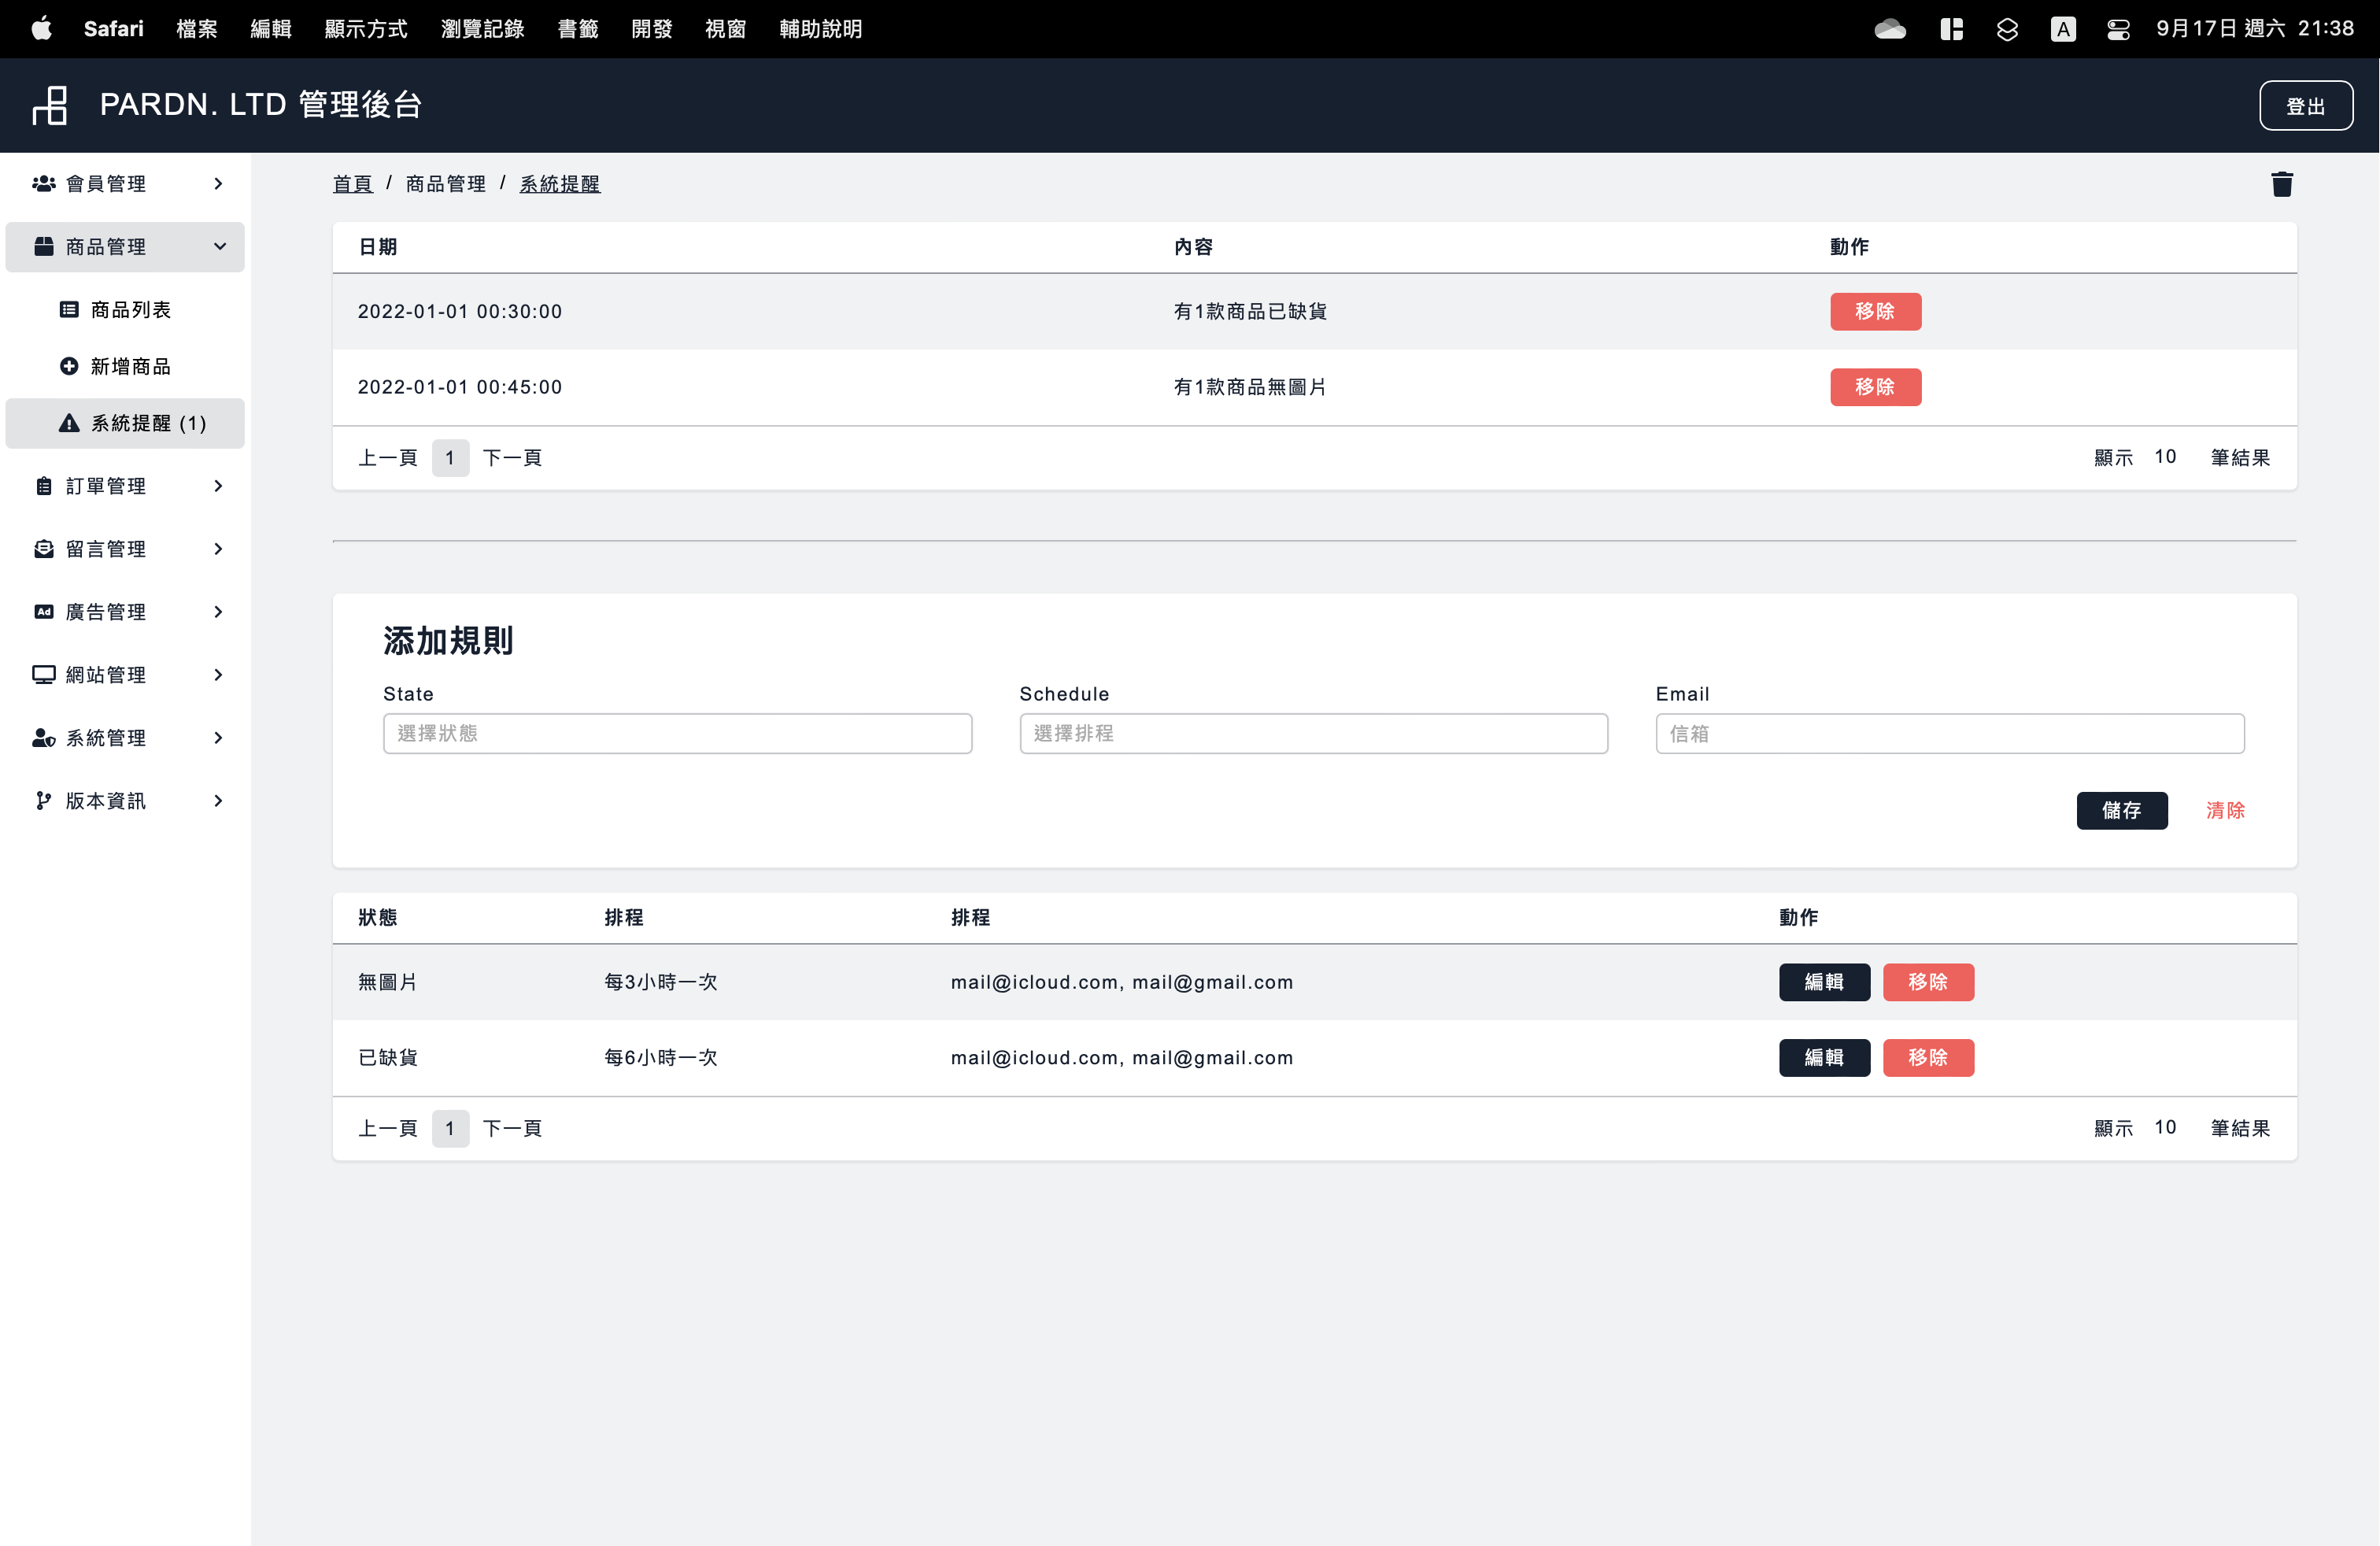 Safari 檔案 編輯 顯示方式 瀏覽記錄 書籤 開發 視窗 輔助說明 A 9月17日 週六 21:38
PARDN. LTD 管理後台 登出
會員管理
商品管理
商品列表
新增商品
系統提醒 (1)
訂單管理
留言管理
Ad 廣告管理
網站管理
系統管理
版本資訊
首頁 / 商品管理 / 系統提醒
日期 內容 動作
2022-01-01 00:30:00 有1款商品已缺貨 移除
2022-01-01 00:45:00 有1款商品無圖片 移除
上一頁 1 下一頁 顯示 10 筆結果
添加規則
State Schedule Email
選擇狀態 選擇排程 信箱
儲存 清除
狀態 排程 排程 動作
無圖片 每3小時一次 mail@icloud.com, mail@gmail.com 編輯 移除
已缺貨 每6小時一次 mail@icloud.com, mail@gmail.com 編輯 移除
上一頁 1 下一頁 顯示 10 筆結果